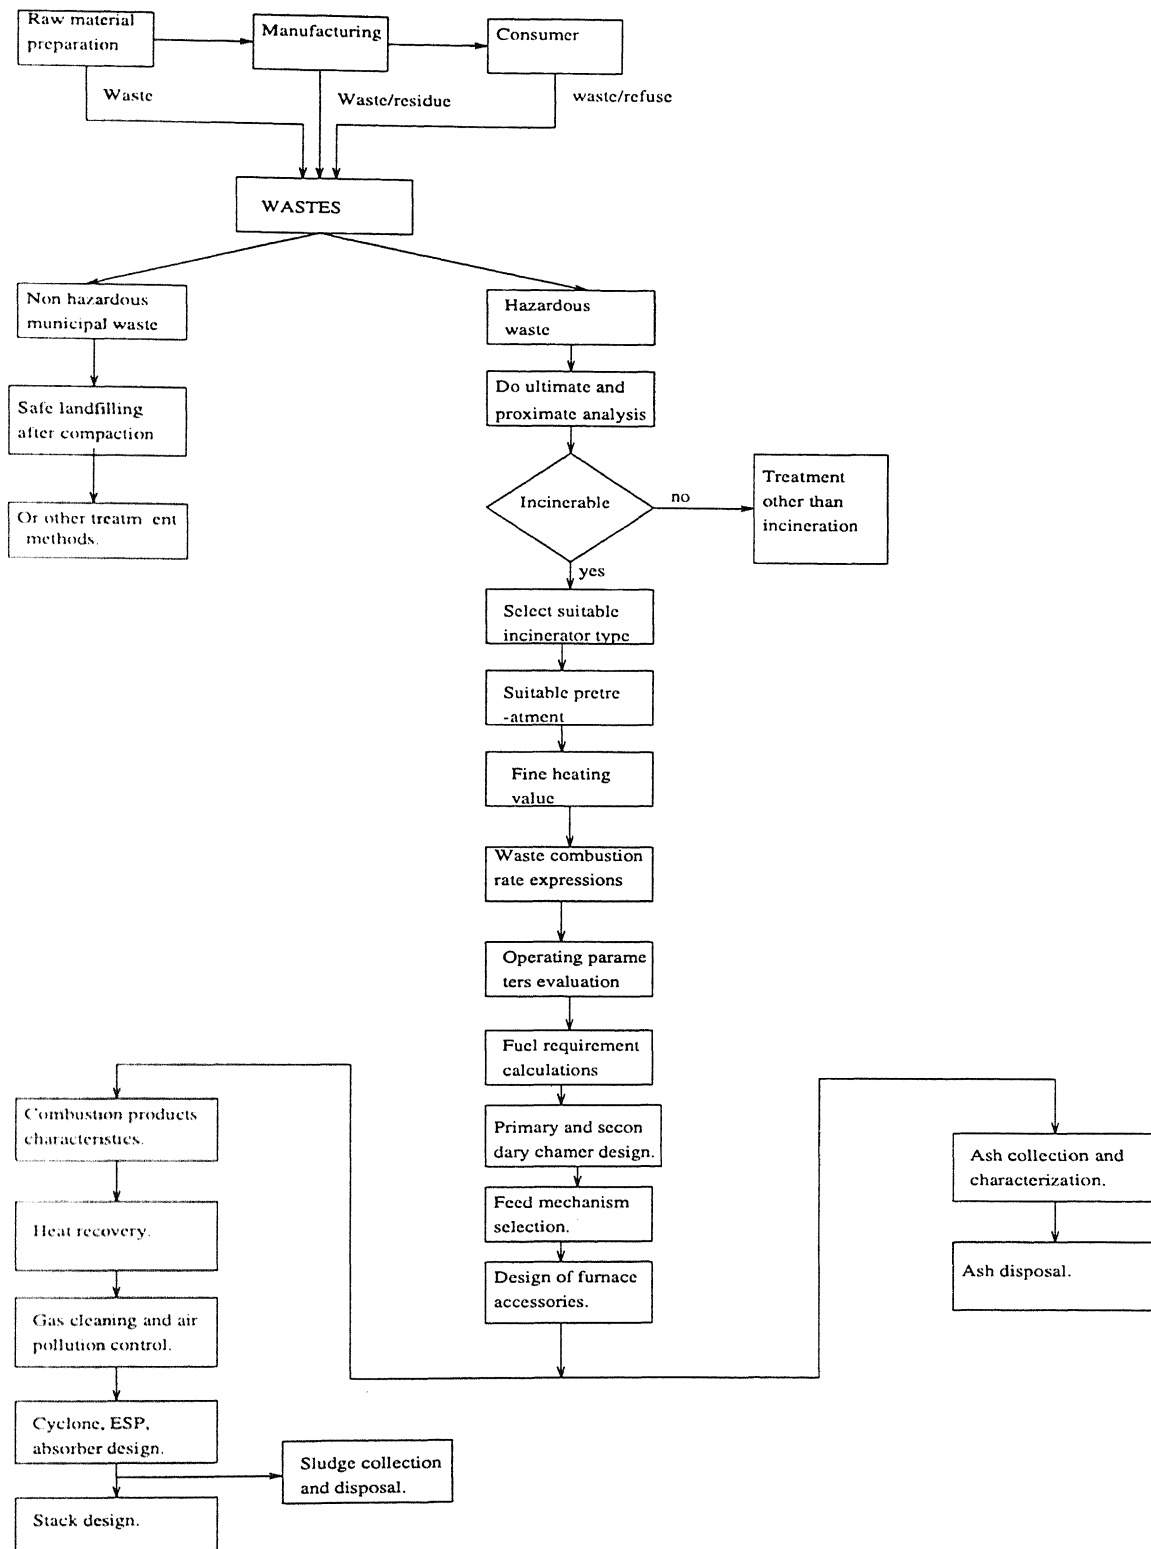 Raw material
preparation
Manufacturing
Consumer
Waste
Waste/residue
waste/refuse
WASTES
Non hazardous
municipal waste
Hazardous
waste
Safe landfilling
after compaction
Do ultimate and
proximate analysis
Or other treatm ent
methods.
Incinerable
no
Treatment
other than
incineration
yes
Select suitable
incinerator type
Suitable pretre
-atment
Fine heating
value
Waste combustion
rate expressions
Operating parame
ters evaluation
Fuel requirement
calculations
Primary and secon
dary chamer design.
Feed mechanism
selection.
Design of furnace
accessories.
Combustion products
characteristics.
Heat recovery.
Gas cleaning and air
pollution control.
Cyclone, ESP,
absorber design.
Sludge collection
and disposal.
Stack design.
Ash collection and
characterization.
Ash disposal.